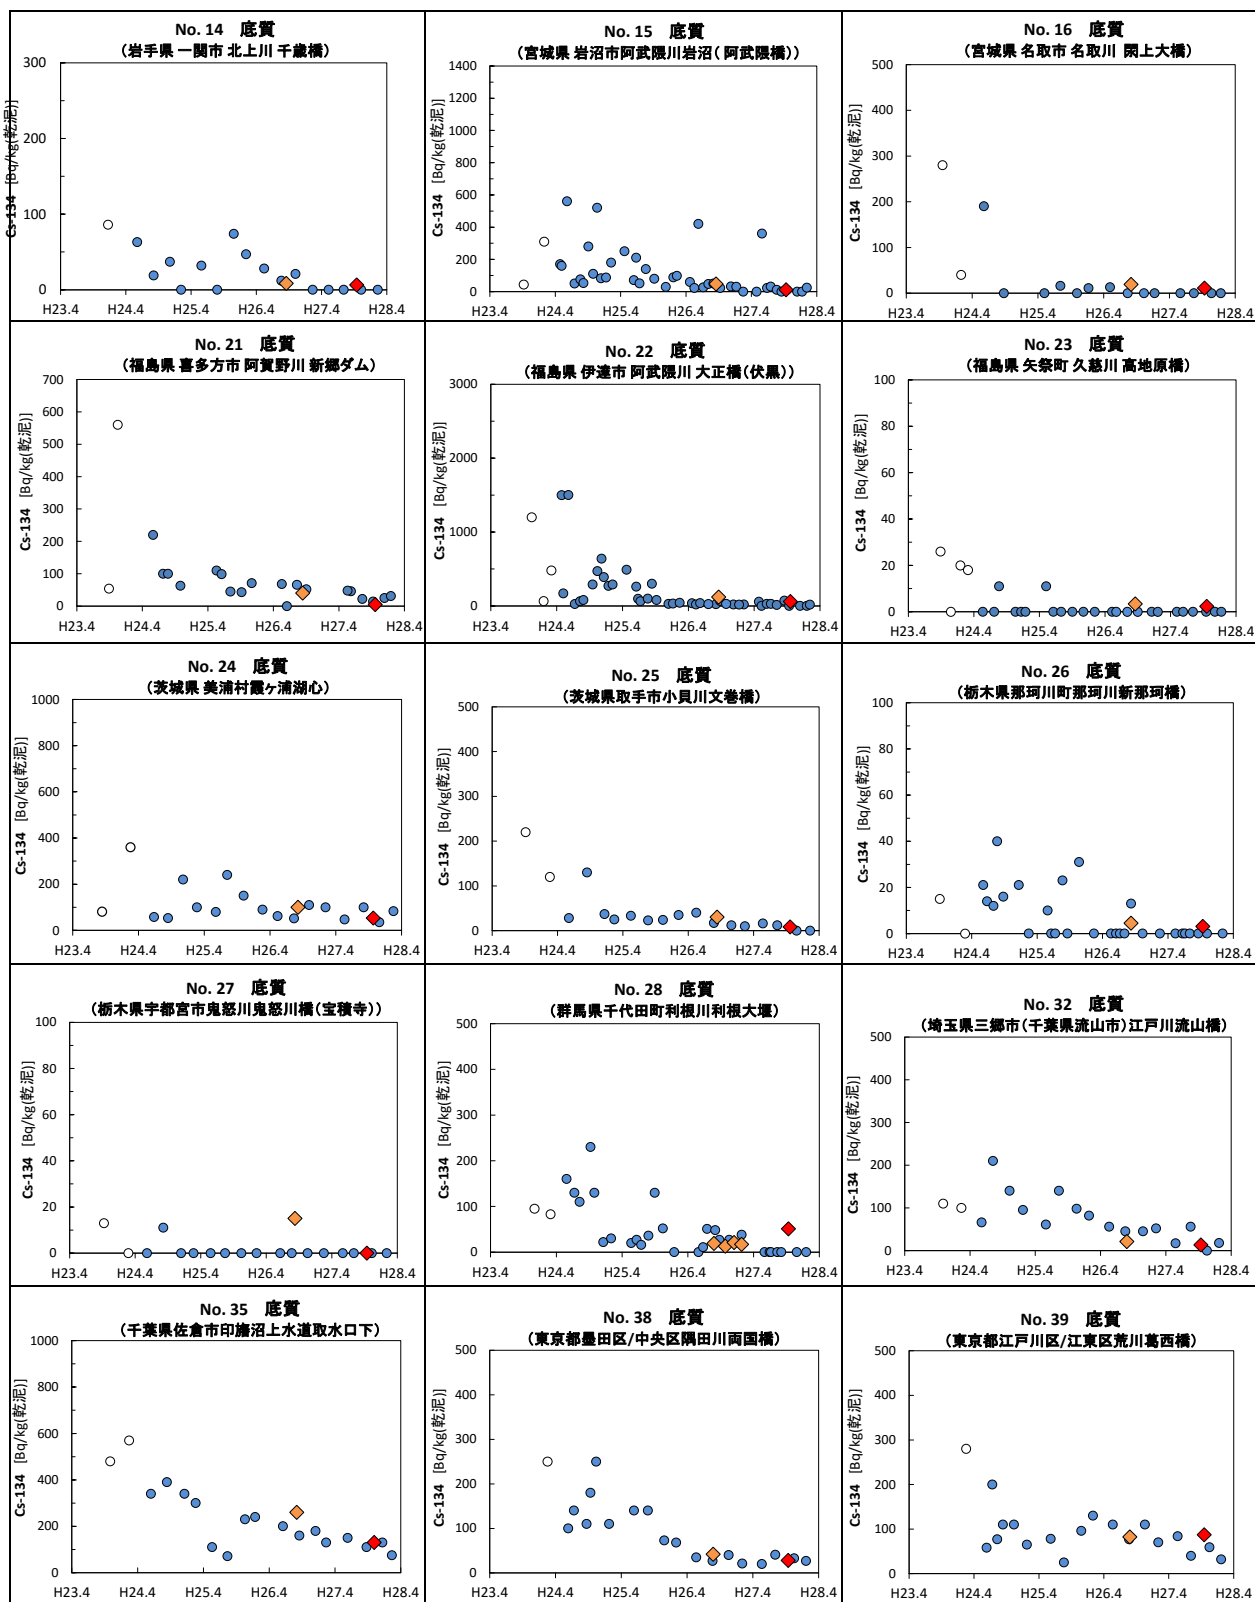 No. 14 底質
(岩手県 一関市 北上川 千歳橋)
Cs-134 [Bq/kg(乾泥)]
300
200
100
0
H23.4 H24.4 H25.4 H26.4 H27.4 H28.4
No. 15 底質
(宮城県 岩沼市阿武隈川岩沼( 阿武隈橋))
Cs-134 [Bq/kg(乾泥)]
1400
1200
1000
800
600
400
200
0
H23.4 H24.4 H25.4 H26.4 H27.4 H28.4
No. 16 底質
(宮城県 名取市 名取川 閖上大橋)
Cs-134 [Bq/kg(乾泥)]
500
400
300
200
100
0
H23.4 H24.4 H25.4 H26.4 H27.4 H28.4
No. 21 底質
(福島県 喜多方市 阿賀野川 新郷ダム)
Cs-134 [Bq/kg(乾泥)]
700
600
500
400
300
200
100
0
H23.4 H24.4 H25.4 H26.4 H27.4 H28.4
No. 22 底質
(福島県 伊達市 阿武隈川 大正橋(伏黒))
Cs-134 [Bq/kg(乾泥)]
3000
2000
1000
0
H23.4 H24.4 H25.4 H26.4 H27.4 H28.4
No. 23 底質
(福島県 矢祭町 久慈川 高地原橋)
Cs-134 [Bq/kg(乾泥)]
100
80
60
40
20
0
H23.4 H24.4 H25.4 H26.4 H27.4 H28.4
No. 24 底質
(茨城県 美浦村霞ヶ浦湖心)
Cs-134 [Bq/kg(乾泥)]
1000
800
600
400
200
0
H23.4 H24.4 H25.4 H26.4 H27.4 H28.4
No. 25 底質
(茨城県取手市小貝川文巻橋)
Cs-134 [Bq/kg(乾泥)]
500
400
300
200
100
0
H23.4 H24.4 H25.4 H26.4 H27.4 H28.4
No. 26 底質
(栃木県那珂川町那珂川新那珂橋)
Cs-134 [Bq/kg(乾泥)]
100
80
60
40
20
0
H23.4 H24.4 H25.4 H26.4 H27.4 H28.4
No. 27 底質
(栃木県宇都宮市鬼怒川鬼怒川橋(宝積寺))
Cs-134 [Bq/kg(乾泥)]
100
80
60
40
20
0
H23.4 H24.4 H25.4 H26.4 H27.4 H28.4
No. 28 底質
(群馬県千代田町利根川利根大堰)
Cs-134 [Bq/kg(乾泥)]
500
400
300
200
100
0
H23.4 H24.4 H25.4 H26.4 H27.4 H28.4
No. 32 底質
(埼玉県三郷市(千葉県流山市)江戸川流山橋)
Cs-134 [Bq/kg(乾泥)]
500
400
300
200
100
0
H23.4 H24.4 H25.4 H26.4 H27.4 H28.4
No. 35 底質
(千葉県佐倉市印旛沼上水道取水口下)
Cs-134 [Bq/kg(乾泥)]
1000
800
600
400
200
0
H23.4 H24.4 H25.4 H26.4 H27.4 H28.4
No. 38 底質
(東京都墨田区/中央区隅田川両国橋)
Cs-134 [Bq/kg(乾泥)]
500
400
300
200
100
0
H23.4 H24.4 H25.4 H26.4 H27.4 H28.4
No. 39 底質
(東京都江戸川区/江東区荒川葛西橋)
Cs-134 [Bq/kg(乾泥)]
500
400
300
200
100
0
H23.4 H24.4 H25.4 H26.4 H27.4 H28.4